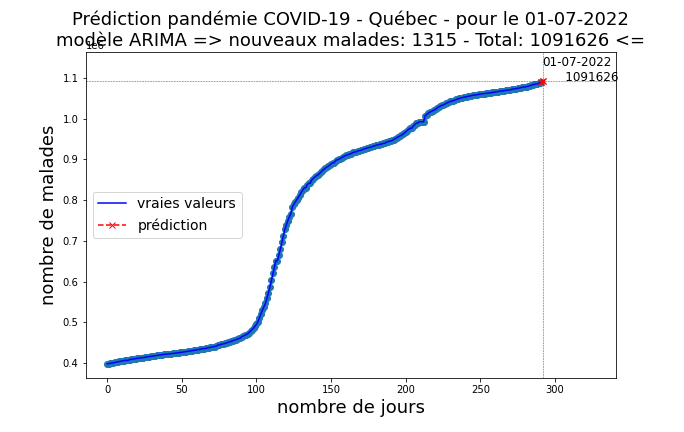 Prédiction pandémie COVID-19 - Québec - pour le 01-07-2022
modèle ARIMA => nouveaux malades: 1315 - Total: 1091626 <=
1e6
01-07-2022
1091626
1.1
1.0
0.9
0.8
0.7
0.6
0.5
0.4
nombre de malades
vraies valeurs
prédiction
0 50 100 150 200 250 300
nombre de jours